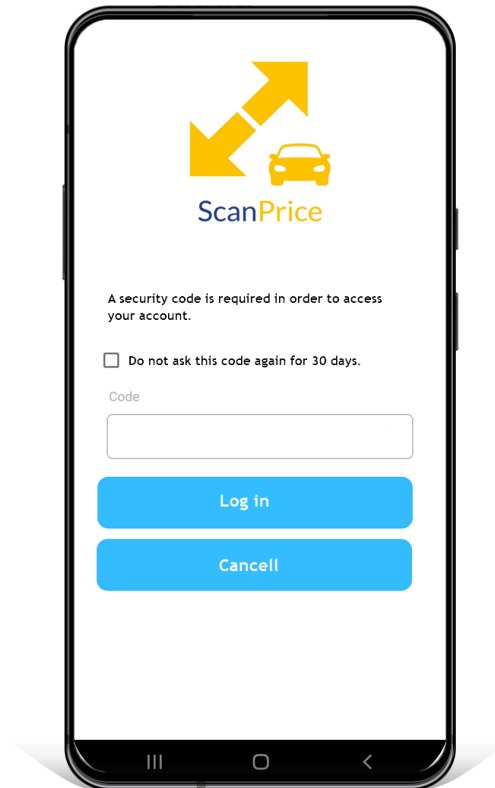 ScanPrice
A security code is required in order to access
your account.
Do not ask this code again for 30 days.
Code
Log in
Cancell